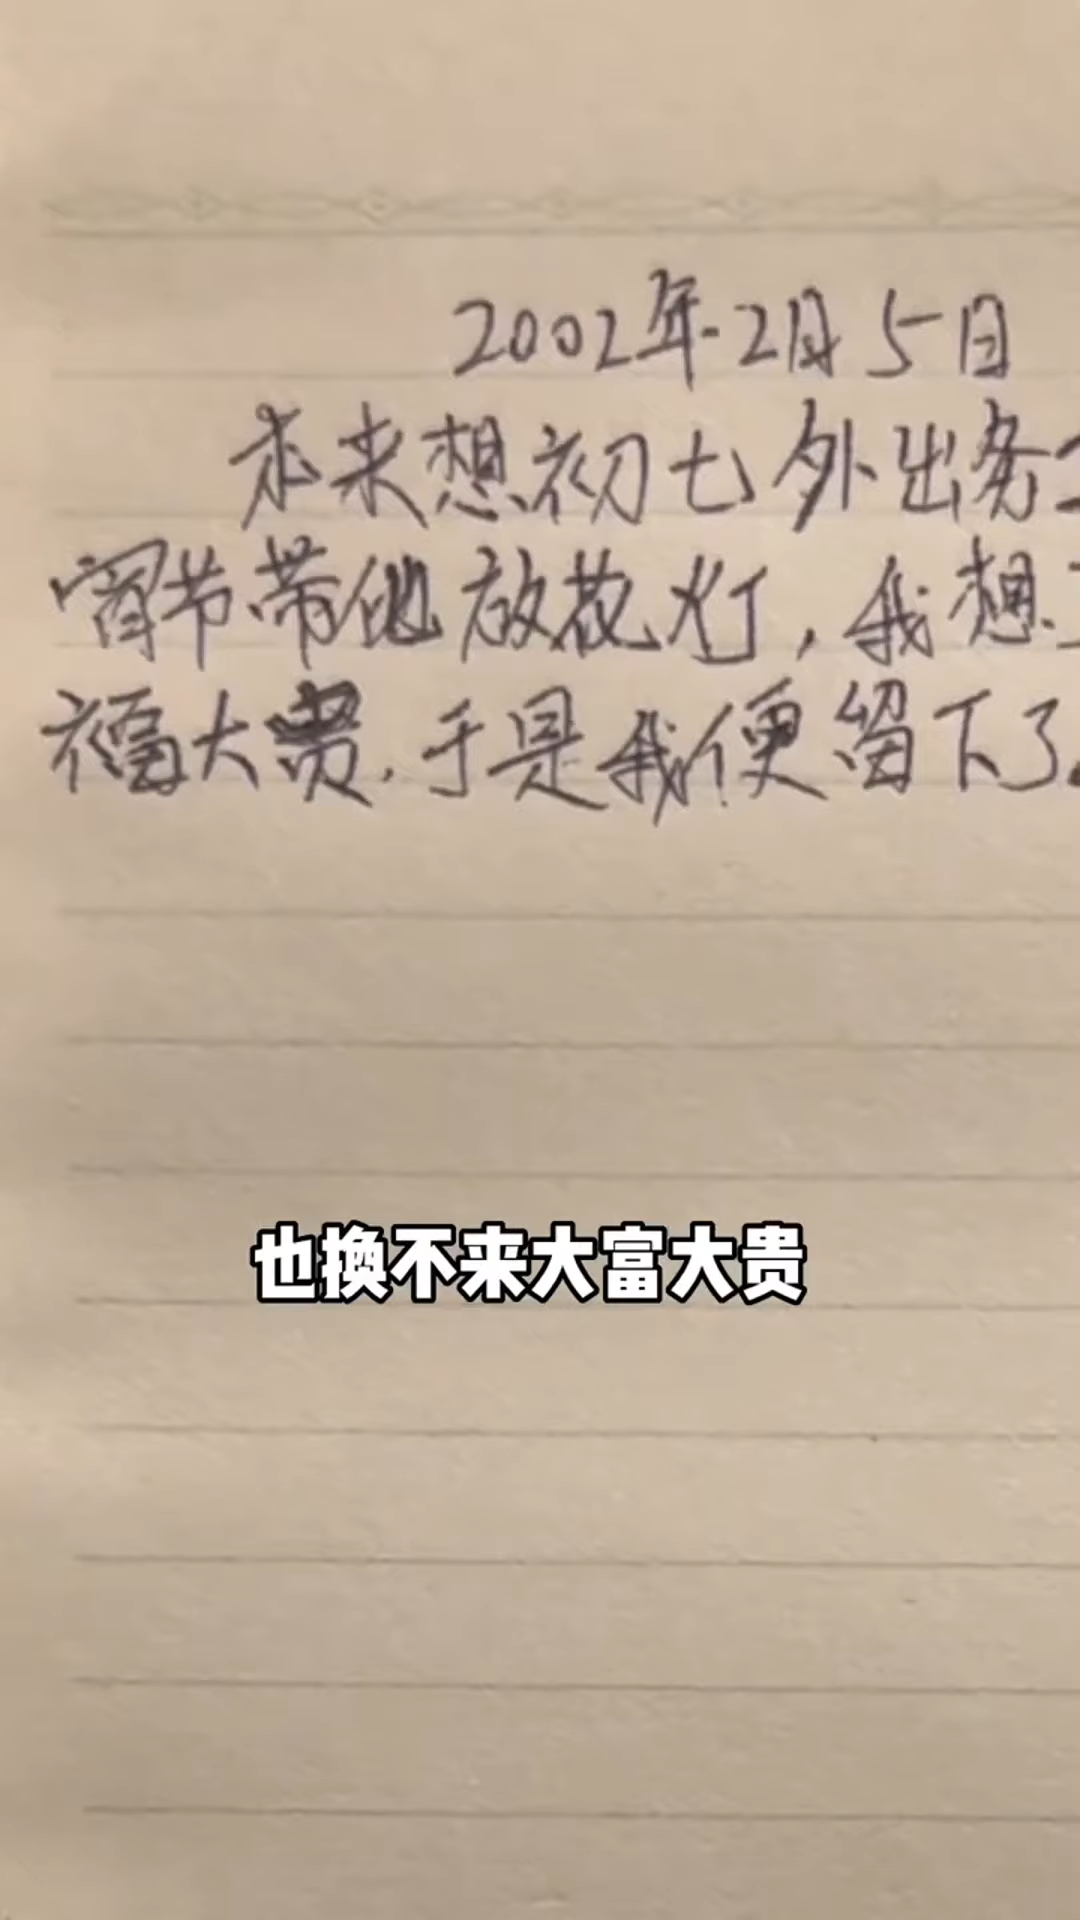 2002年2月5日
本来想初七外出务
宵节带他放花灯，我想
福大贵，于是我便留下了
也换不来大富大贵